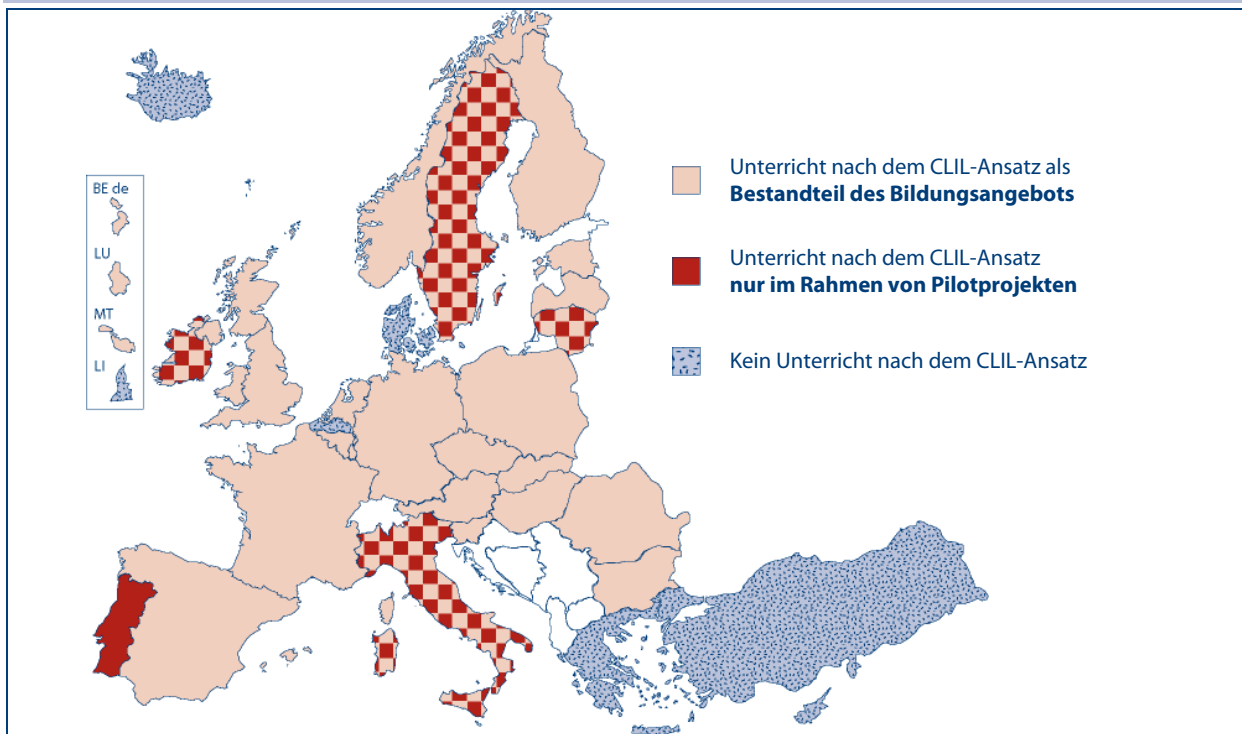 BE de
LU
MT
LI
Unterricht nach dem CLIL-Ansatz als
Bestandteil des Bildungsangebots
Unterricht nach dem CLIL-Ansatz
nur im Rahmen von Pilotprojekten
Kein Unterricht nach dem CLIL-Ansatz